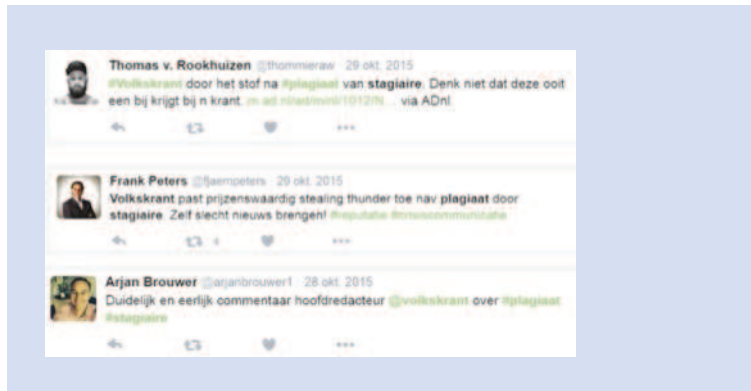 Thomas v. Rookhuizen @thommieraw · 29 okt. 2015
#Volkskrant door het stof na #plagiaat van stagiaire. Denk niet dat deze ooit
een bij krijgt bij n krant. via ADnl
Frank Peters @fjaempeters · 29 okt. 2015
Volkskrant past prijzenswaardig stealing thunder toe nav plagiaat door
stagiaire. Zelf slecht nieuws brengen! #reputatie #crisiscommunicatie
4
Arjan Brouwer @arjanbrouwer1 · 28 okt. 2015
Duidelijk en eerlijk commentaar hoofdredacteur @volkskrant over #plagiaat
#stagiaire